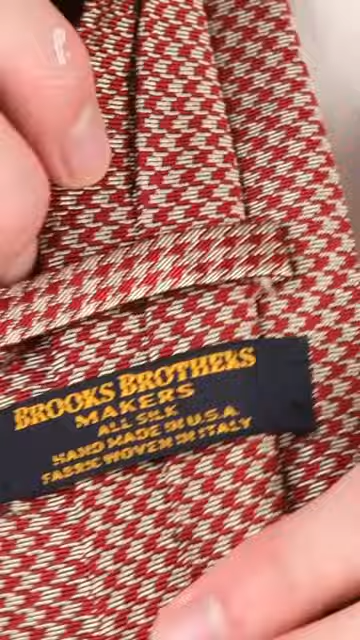 BROOKS BROTHERS
MAKERS
ALL SILK
HAND MADE IN U.S.A.
FABRIC WOVEN IN ITALY